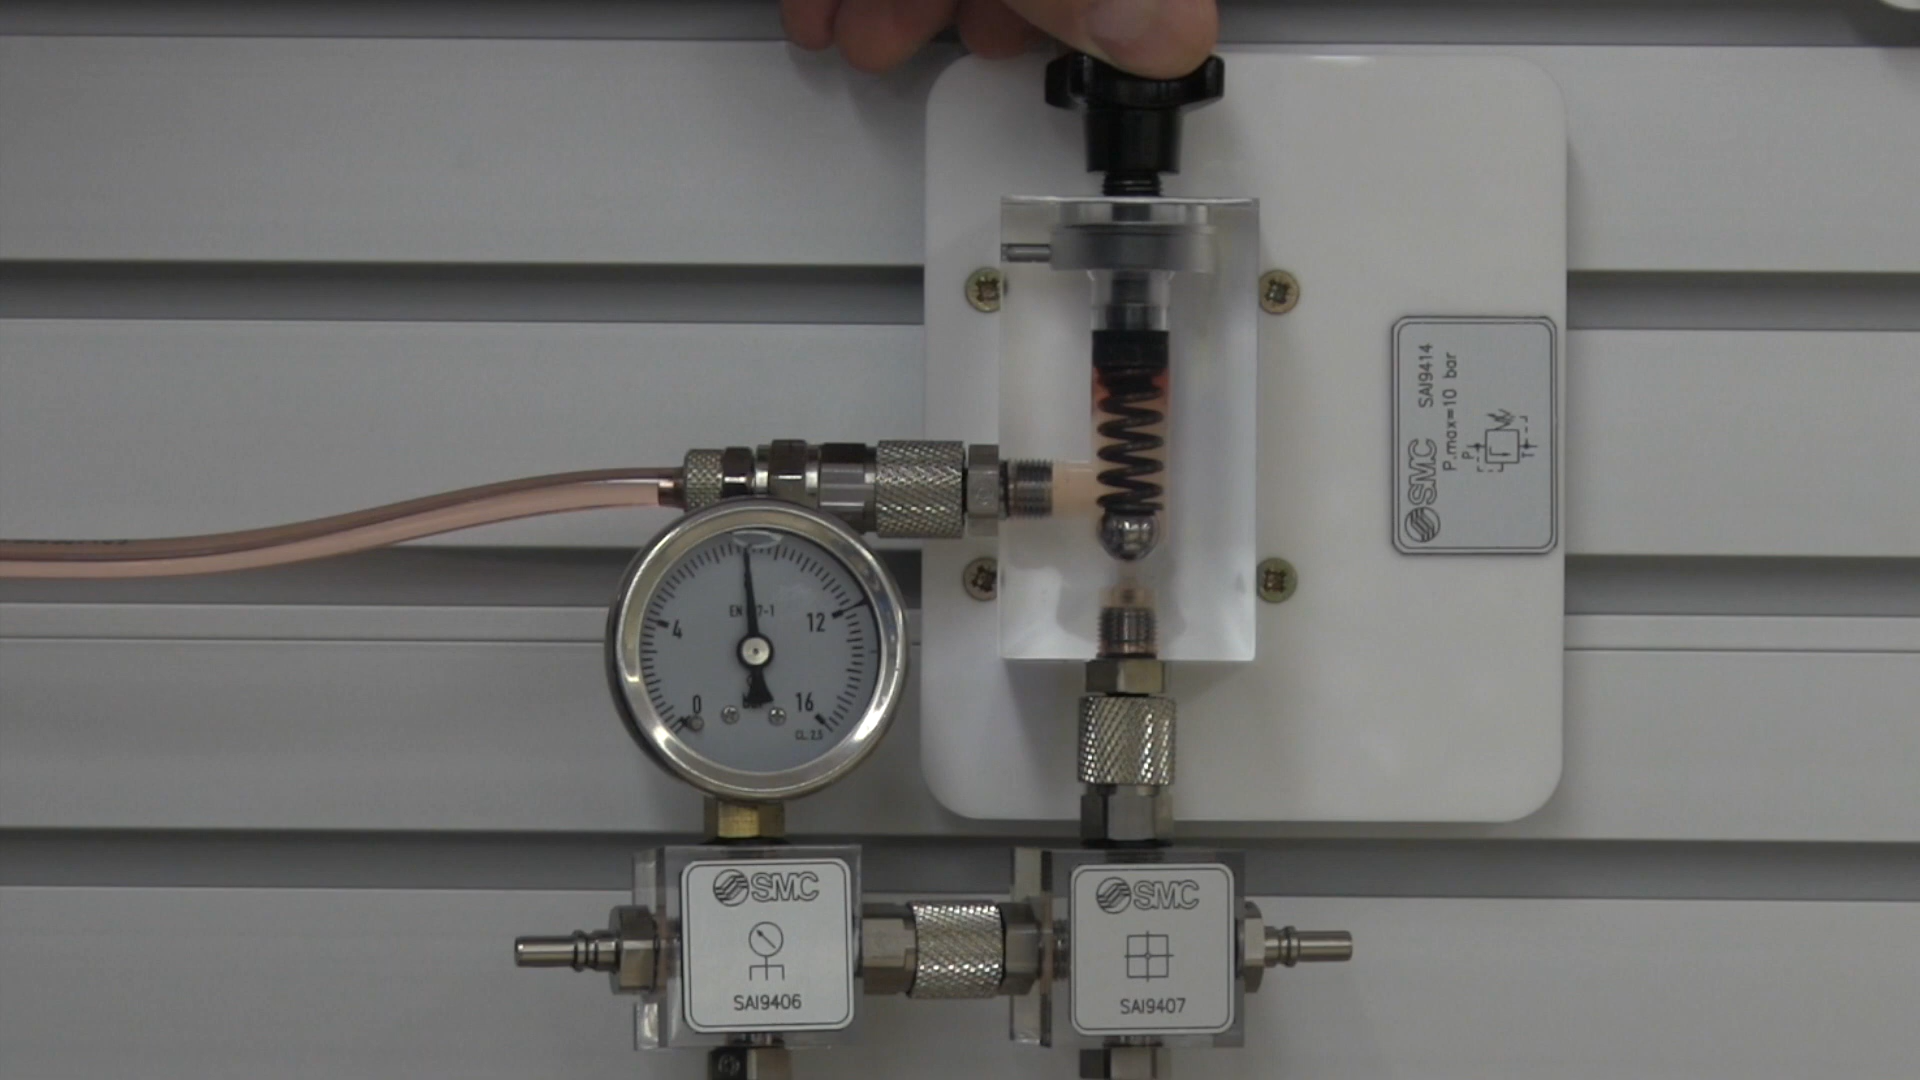 SAI9414
P.max=10 bar
SMC
P
T
4
12
0
16
CL. 2,5
SMC
SAI9406
SMC
SAI9407